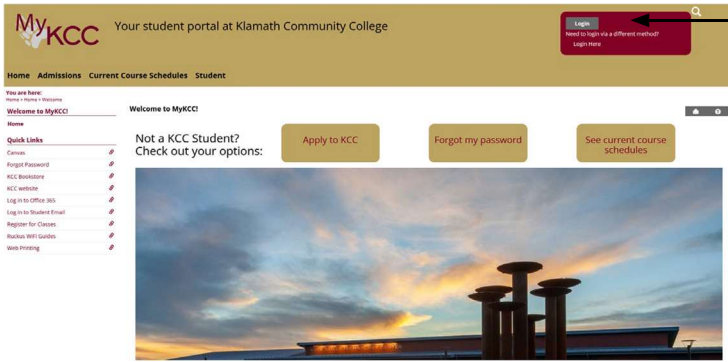 MyKCC
Your student portal at Klamath Community College
Login
Need to login via a different method?
Login Here
Home Admissions Current Course Schedules Student
You are here:
Home > Home > Welcome
Welcome to MyKCC!
Home
Quick Links
Canvas
Forgot Password
KCC Bookstore
KCC website
Log in to Office 365
Log in to Student Email
Register for Classes
Ruckus WiFi Guides
Web Printing
Welcome to MyKCC!
Not a KCC Student?
Check out your options:
Apply to KCC
Forgot my password
See current course
schedules